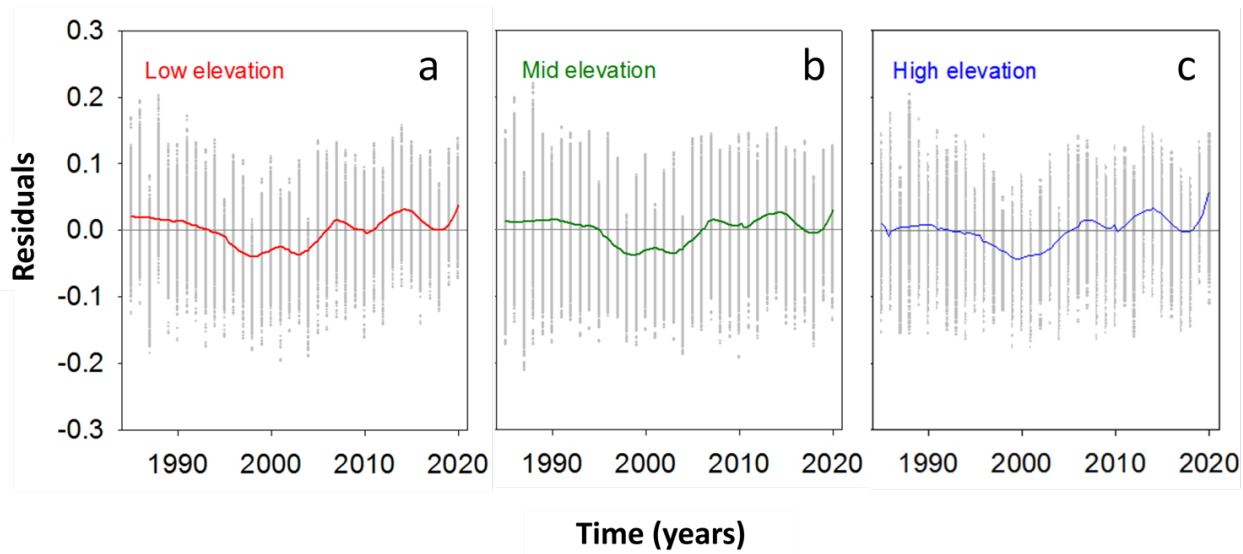 0.3
0.2
0.1
0.0
-0.1
-0.2
-0.3
Residuals
Low elevation a
Mid elevation b
High elevation c
1990 2000 2010 2020
1990 2000 2010 2020
1990 2000 2010 2020
Time (years)